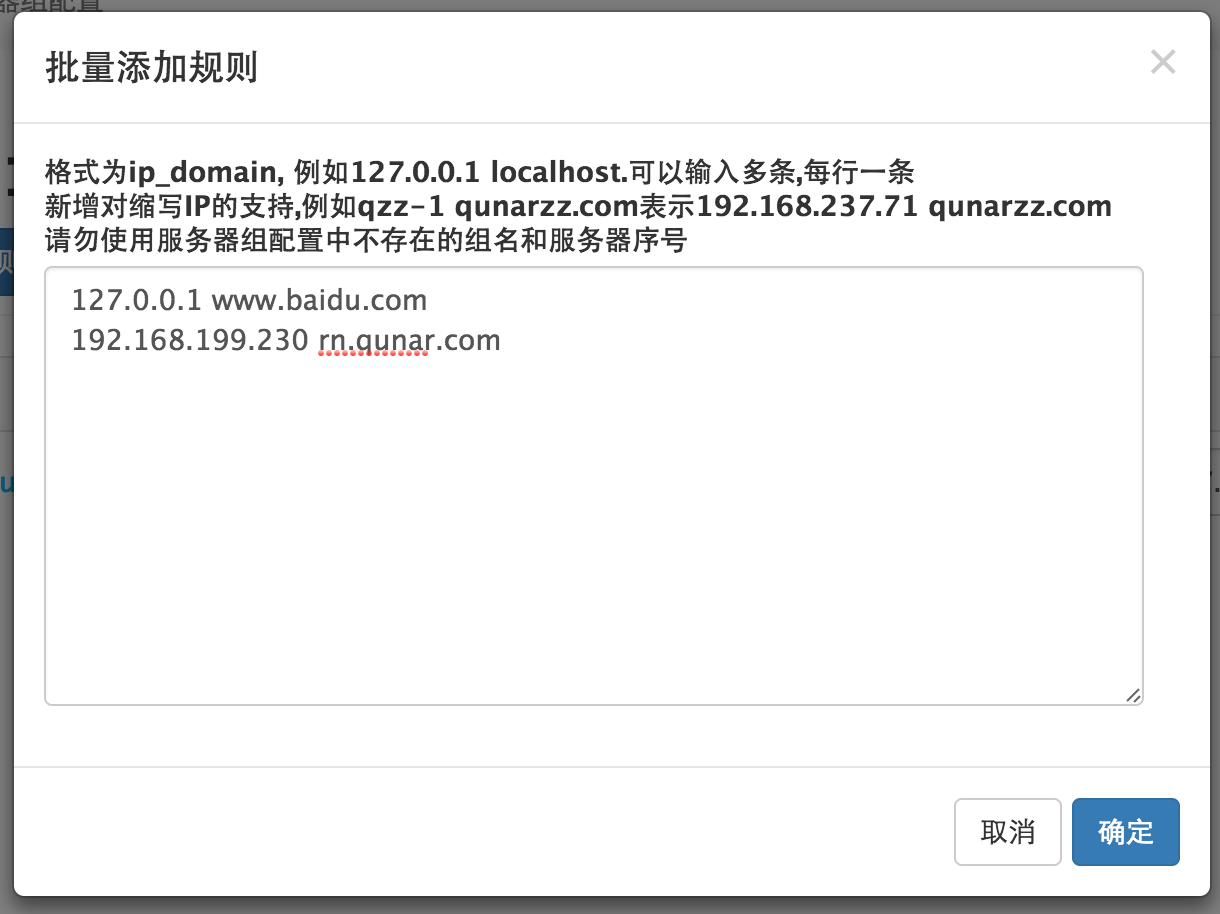 器组配置
批量添加规则
×
格式为ip_domain, 例如127.0.0.1 localhost.可以输入多条,每行一条
新增对缩写IP的支持,例如qzz-1 qunarzz.com表示192.168.237.71 qunarzz.com
请勿使用服务器组配置中不存在的组名和服务器序号
127.0.0.1 www.baidu.com
192.168.199.230 rn.qunar.com
取消
确定